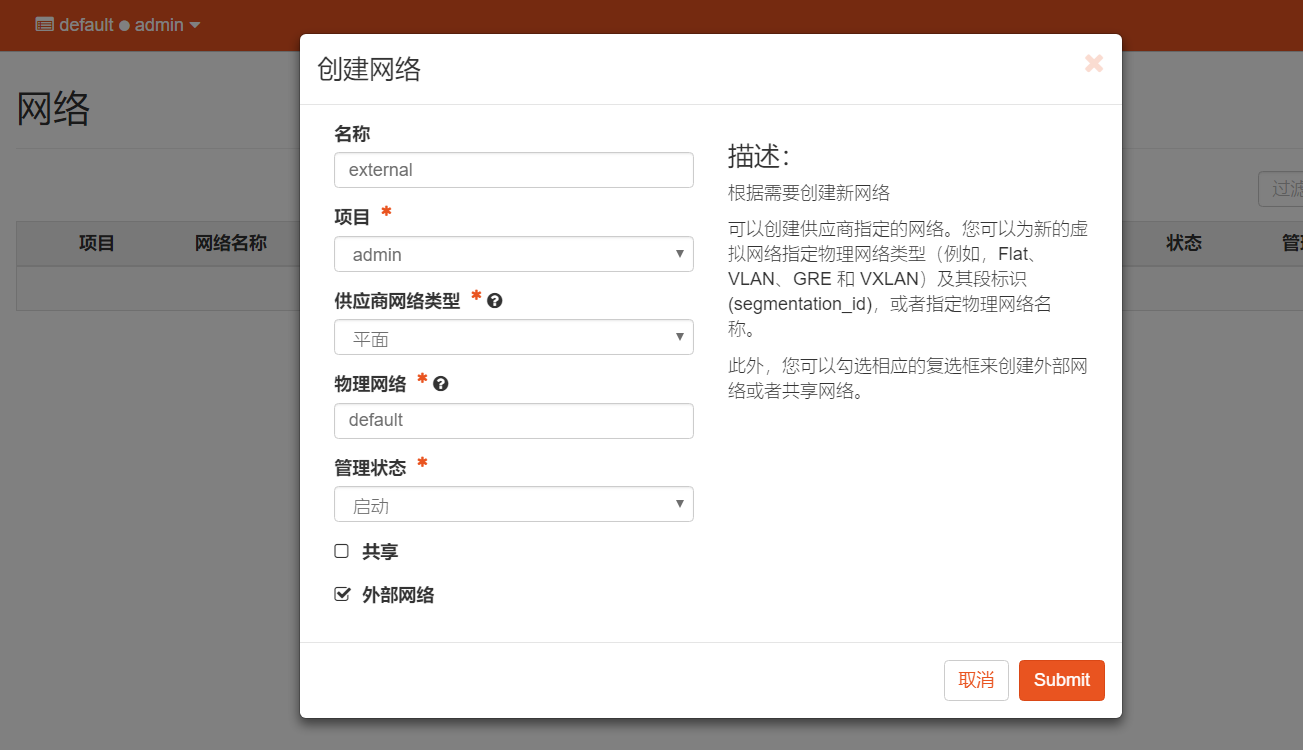 default ● admin
网络
过滤
项目
网络名称
状态
创建网络
名称
external
项目 *
admin
供应商网络类型 *
平面
物理网络 *
default
管理状态 *
启动
共享
外部网络
描述：
根据需要创建新网络
可以创建供应商指定的网络。您可以为新的虚
拟网络指定物理网络类型（例如，Flat、
VLAN、GRE 和 VXLAN）及其段标识
(segmentation_id)，或者指定物理网络名
称。
此外，您可以勾选相应的复选框来创建外部网
络或者共享网络。
取消
Submit